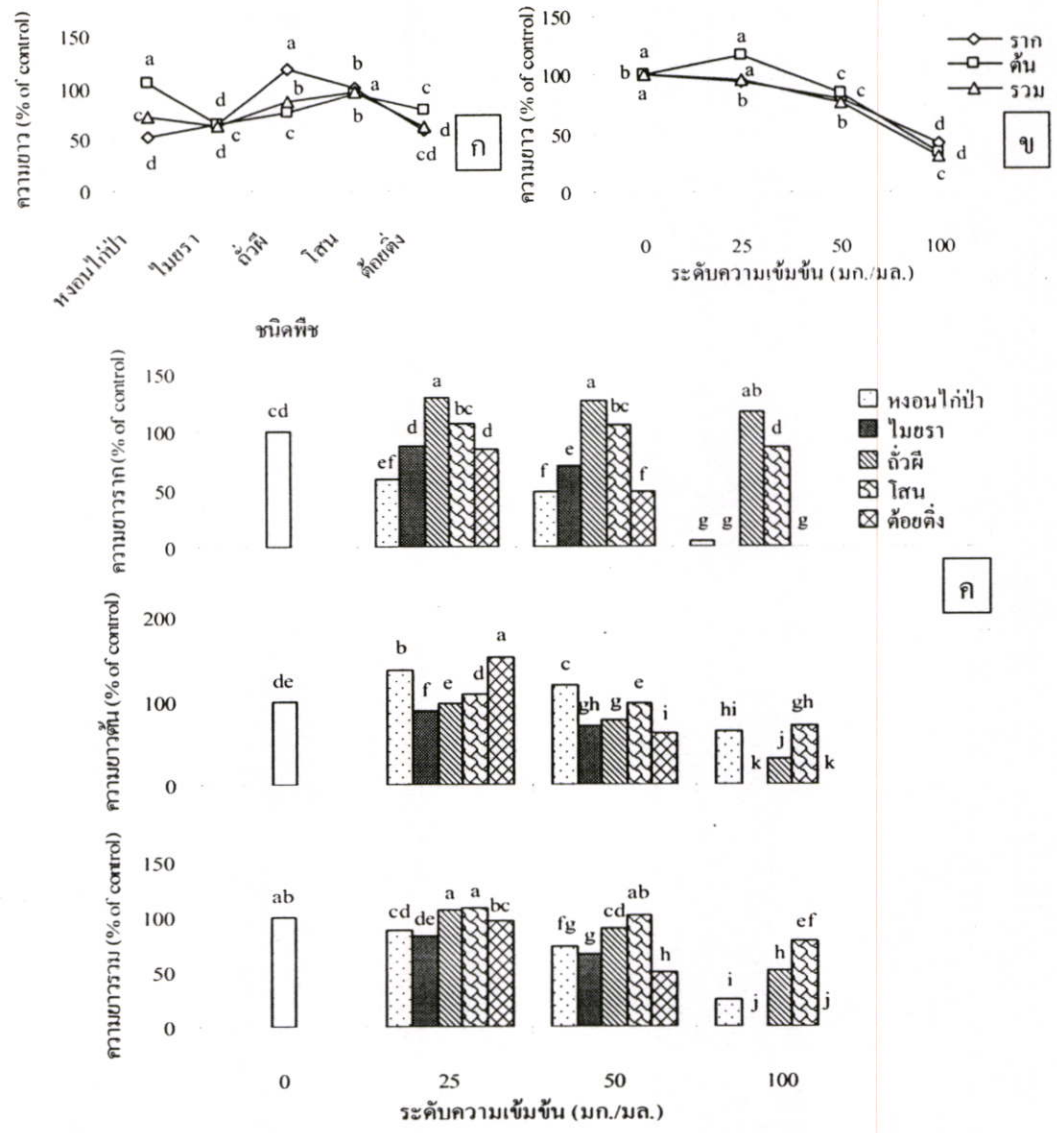 ความยาว (% of control)
150
100
50
0
a
c
d
d
c
d
a
b
c
b
a
b
c
d
cd
ก
หงอนไก่ป่า
ไมยรา
ถั่วผี
โสน
ต้อยติ่ง
ชนิดพืช
ความยาว (% of control)
150
100
50
0
a
b
a
a
a
b
c
c
b
d
d
c
ราก
ต้น
รวม
ข
0 25 50 100
ระดับความเข้มข้น (มก./มล.)
ความยาวราก (% of control)
150
100
50
0
cd
ef d a bc d
f e a bc f
g g ab d g
หงอนไก่ป่า
ไมยรา
ถั่วผี
โสน
ต้อยติ่ง
ค
ความยาวต้น (% of control)
200
100
0
de
b f e d a
c gh g e i
hi k j gh k
ความยาวรวม (% of control)
150
100
50
0
ab
cd de a a bc
fg g cd ab h
i j h ef j
0 25 50 100
ระดับความเข้มข้น (มก./มล.)